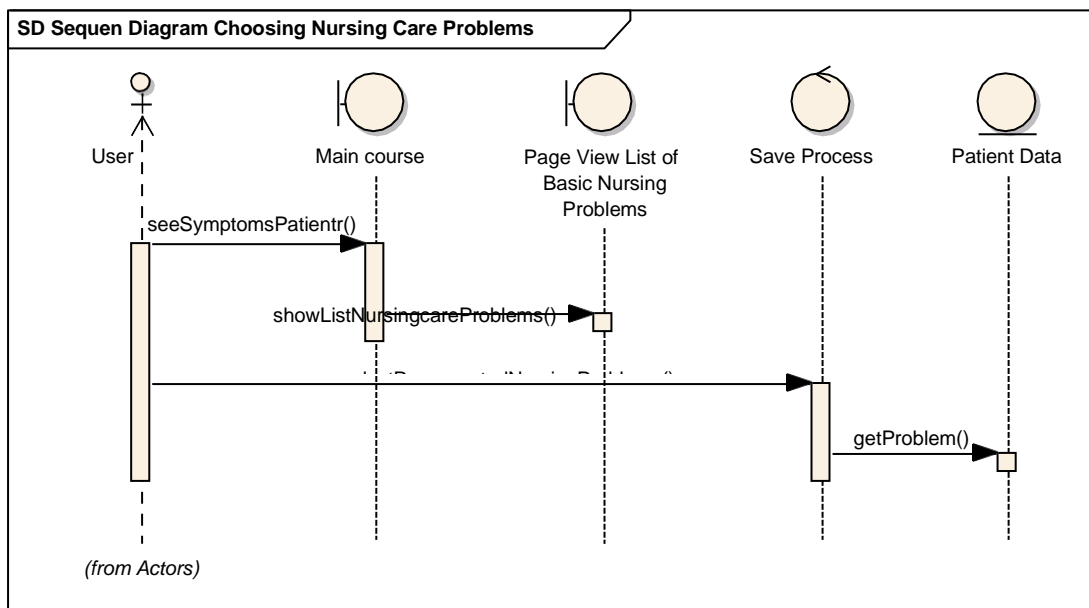 SD Sequen Diagram Choosing Nursing Care Problems
User
Main course
Page View List of
Basic Nursing
Problems
Save Process
Patient Data
seeSymptomsPatientr()
showListNursingcareProblems()
getProblem()
(from Actors)